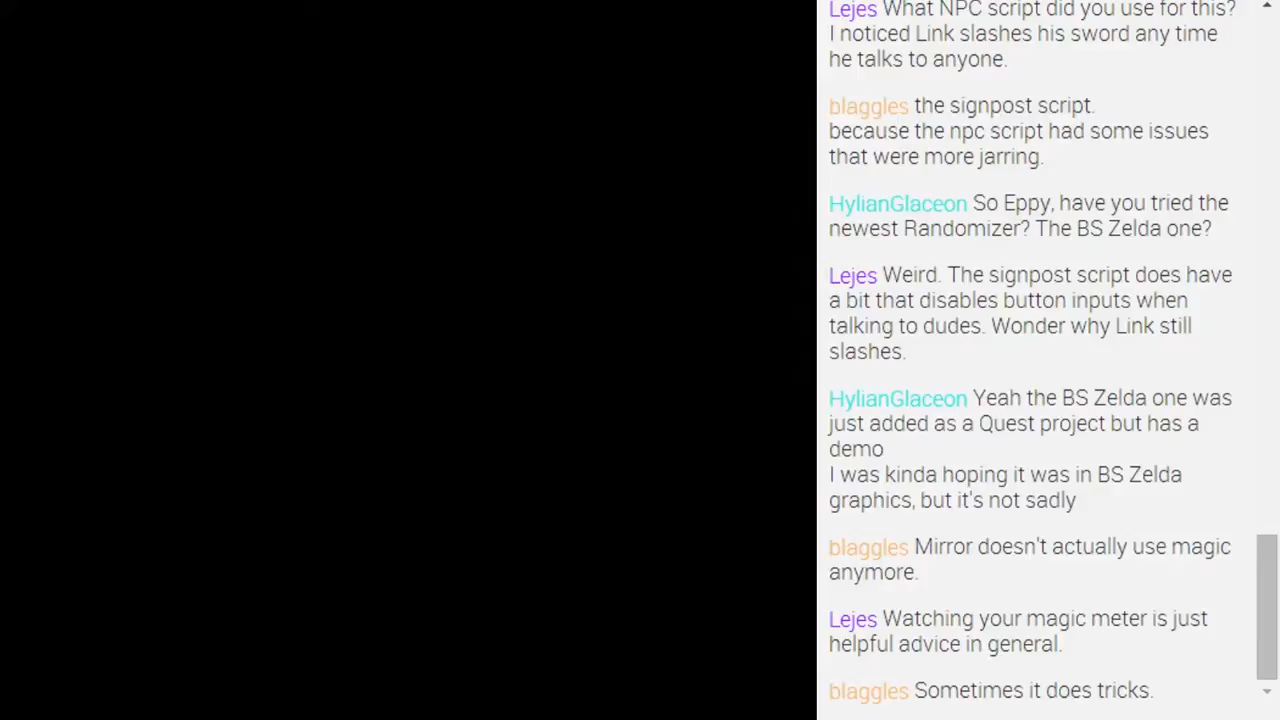 Lejes What NPC script did you use for this?
I noticed Link slashes his sword any time
he talks to anyone.
blaggles the signpost script.
because the npc script had some issues
that were more jarring.
HylianGlaceon So Eppy, have you tried the
newest Randomizer? The BS Zelda one?
Lejes Weird. The signpost script does have
a bit that disables button inputs when
talking to dudes. Wonder why Link still
slashes.
HylianGlaceon Yeah the BS Zelda one was
just added as a Quest project but has a
demo
I was kinda hoping it was in BS Zelda
graphics, but it's not sadly
blaggles Mirror doesn't actually use magic
anymore.
Lejes Watching your magic meter is just
helpful advice in general.
blaggles Sometimes it does tricks.